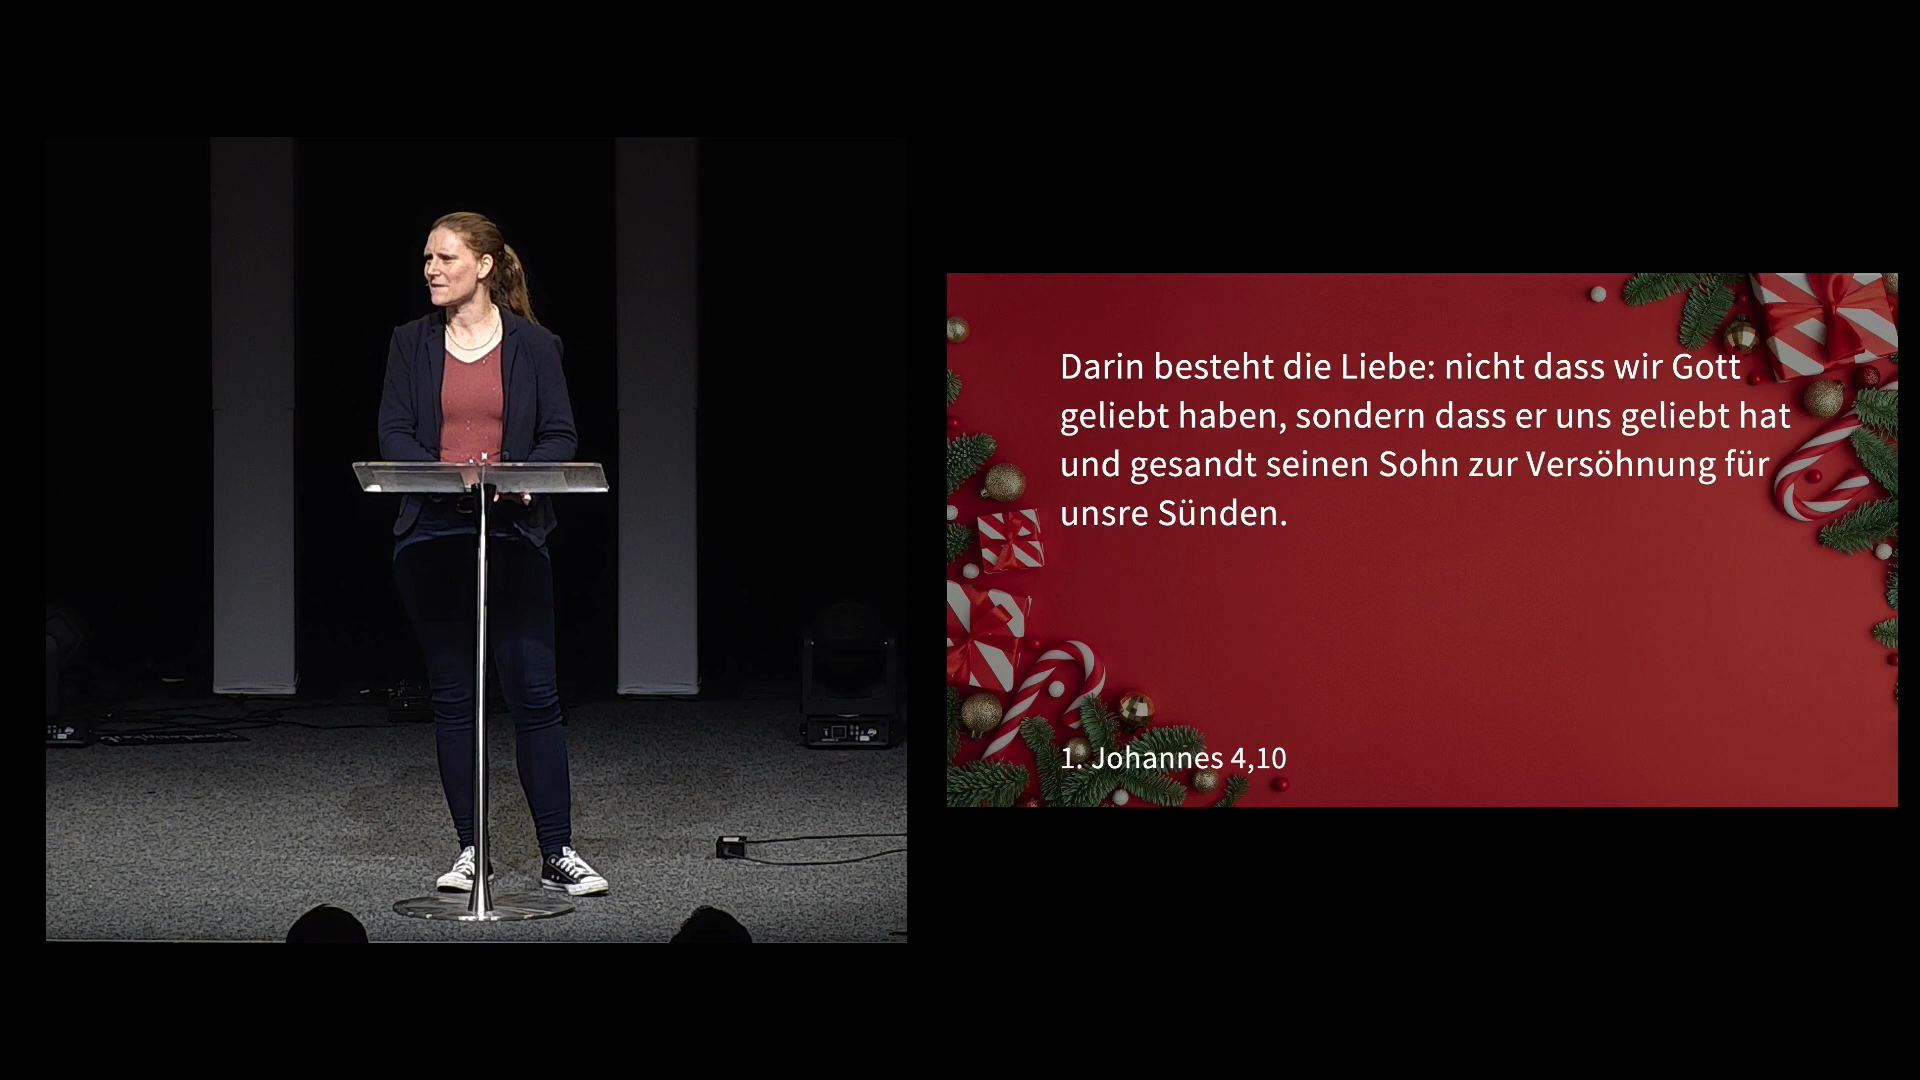 Darin besteht die Liebe: nicht dass wir Gott
geliebt haben, sondern dass er uns geliebt hat
und gesandt seinen Sohn zur Versöhnung für
unsre Sünden.
1. Johannes 4,10